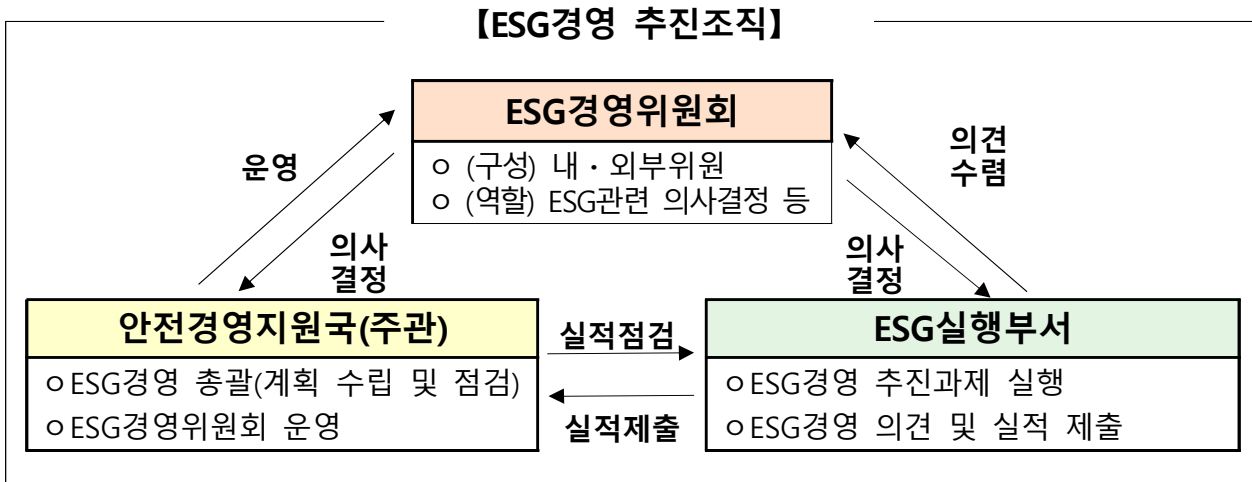 【ESG경영 추진조직】
ESG경영위원회
ㅇ (구성) 내·외부위원
ㅇ (역할) ESG관련 의사결정 등
운영
의견
수렴
의사
결정
의사
결정
안전경영지원국(주관)
ㅇESG경영 총괄(계획 수립 및 점검)
ㅇESG경영위원회 운영
실적점검
실적제출
ESG실행부서
ㅇESG경영 추진과제 실행
ㅇESG경영 의견 및 실적 제출